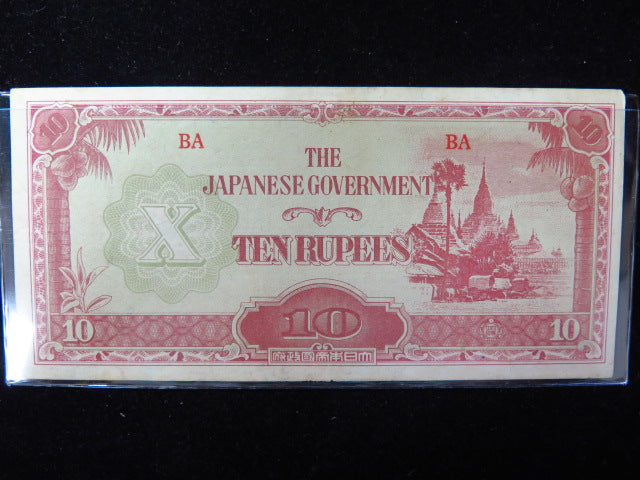 10 10
BA BA
THE
JAPANESE GOVERNMENT
X
TEN RUPEES
10 10 10
府政國帝本日大